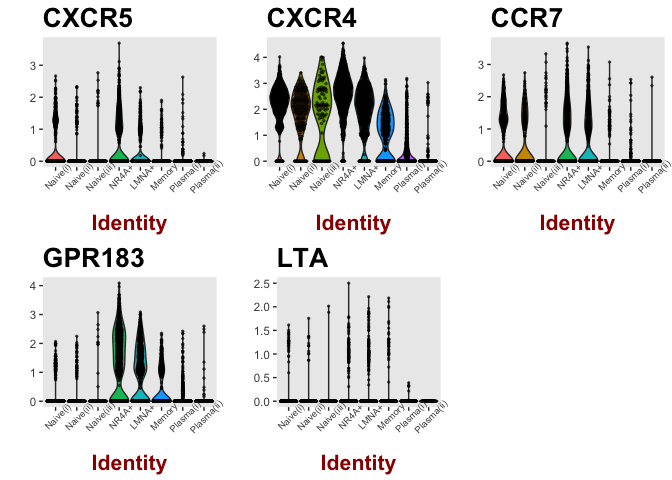 CXCR5
3
2
1
0
Naive(i)
Naive(ii)
Naive(iii)
NR4A+
LMNA+
Memory
Plasma(i)
Plasma(ii)
Identity
CXCR4
4
3
2
1
0
Naive(i)
Naive(ii)
Naive(iii)
NR4A+
LMNA+
Memory
Plasma(i)
Plasma(ii)
Identity
CCR7
3
2
1
0
Naive(i)
Naive(ii)
Naive(iii)
NR4A+
LMNA+
Memory
Plasma(i)
Plasma(ii)
Identity
GPR183
4
3
2
1
0
Naive(i)
Naive(ii)
Naive(iii)
NR4A+
LMNA+
Memory
Plasma(i)
Plasma(ii)
Identity
LTA
2.5
2.0
1.5
1.0
0.5
0.0
Naive(i)
Naive(ii)
Naive(iii)
NR4A+
LMNA+
Memory
Plasma(i)
Plasma(ii)
Identity